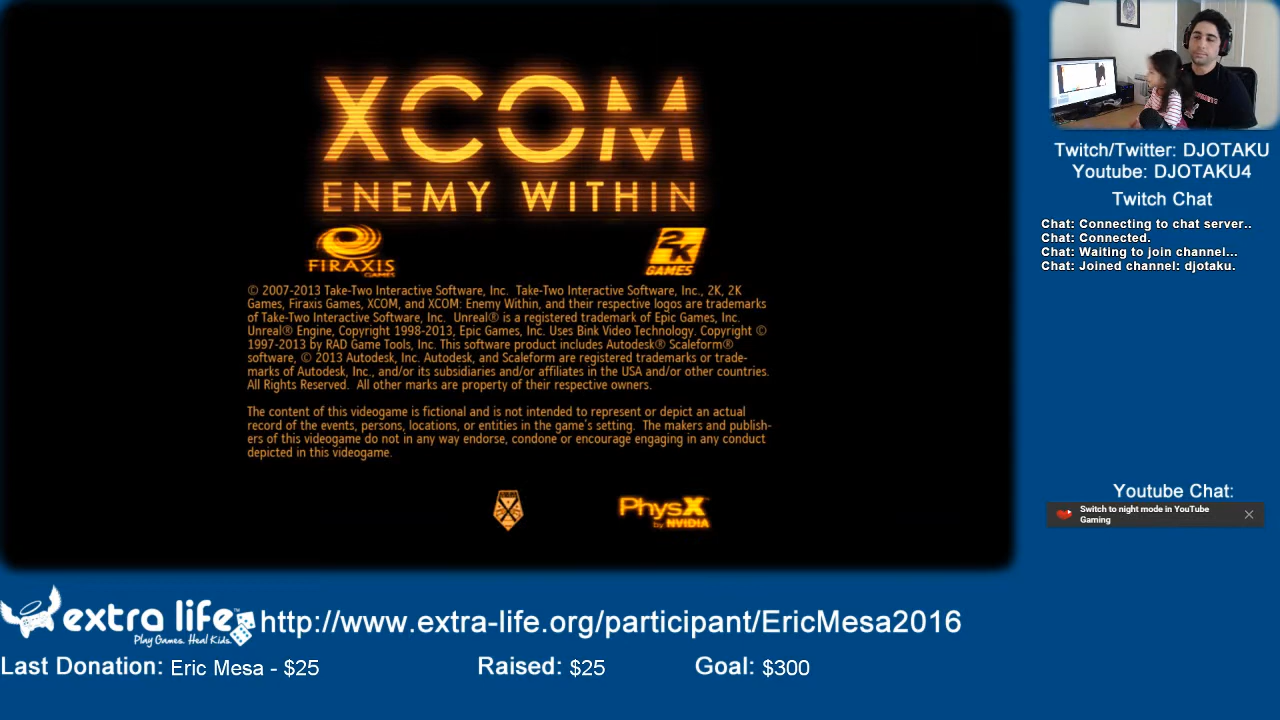 XCOM
ENEMY WITHIN
FIRAXIS
GAMES
2K
GAMES
© 2007-2013 Take-Two Interactive Software, Inc. Take-Two Interactive Software, Inc., 2K, 2K
Games, Firaxis Games, XCOM, and XCOM: Enemy Within, and their respective logos are trademarks
of Take-Two Interactive Software, Inc. Unreal® is a registered trademark of Epic Games, Inc.
Unreal® Engine, Copyright 1998-2013, Epic Games, Inc. Uses Bink Video Technology. Copyright ©
1997-2013 by RAD Game Tools, Inc. This software product includes Autodesk® Scaleform®
software, © 2013 Autodesk, Inc. Autodesk, and Scaleform are registered trademarks or trade-
marks of Autodesk, Inc., and/or its subsidiaries and/or affiliates in the USA and/or other countries.
All Rights Reserved. All other marks are property of their respective owners.
The content of this videogame is fictional and is not intended to represent or depict an actual
record of the events, persons, locations, or entities in the game's setting. The makers and publish-
ers of this videogame do not in any way endorse, condone or encourage engaging in any conduct
depicted in this videogame.
PhysX™
by NVIDIA
Twitch/Twitter: DJOTAKU
Youtube: DJOTAKU4
Twitch Chat
Chat: Connecting to chat server..
Chat: Connected.
Chat: Waiting to join channel...
Chat: Joined channel: djotaku.
Youtube Chat:
Switch to night mode in YouTube
Gaming
extra life™
Play Games. Heal Kids.
http://www.extra-life.org/participant/EricMesa2016
Last Donation: Eric Mesa - $25
Raised: $25
Goal: $300